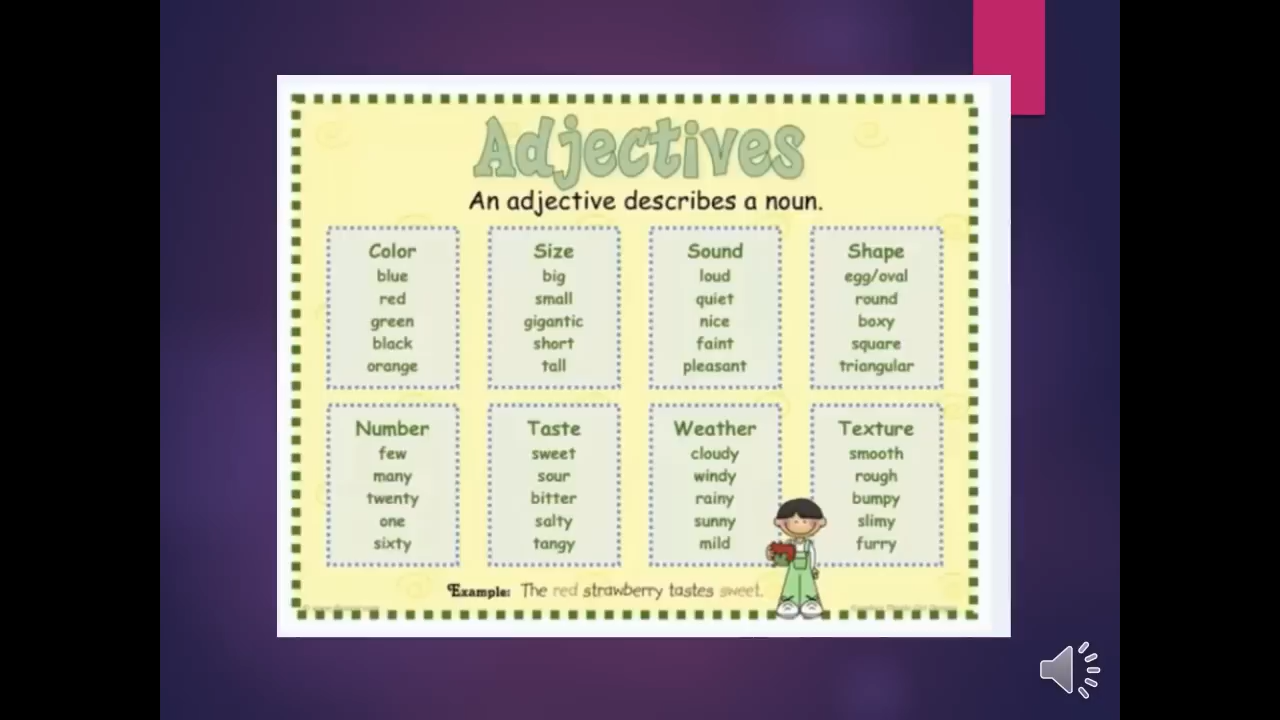 Adjectives
An adjective describes a noun.
Color
blue
red
green
black
orange
Size
big
small
gigantic
short
tall
Sound
loud
quiet
nice
faint
pleasant
Shape
egg/oval
round
boxy
square
triangular
Number
few
many
twenty
one
sixty
Taste
sweet
sour
bitter
salty
tangy
Weather
cloudy
windy
rainy
sunny
mild
Texture
smooth
rough
bumpy
slimy
furry
Example: The red strawberry tastes sweet.